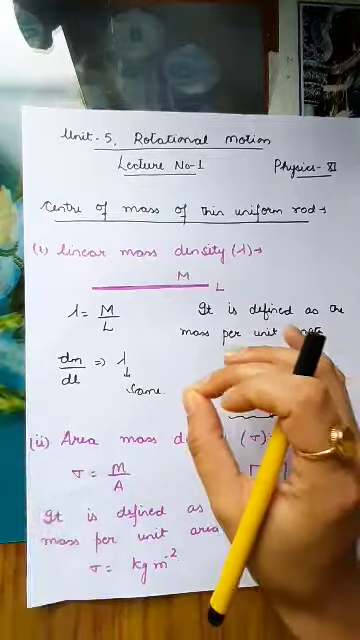 Unit-5, Rotational Motion
Lecture No-1 Physics-XI
Centre of mass of thin uniform rod→
(i) linear mass density (λ)→
M
L
λ = M/L
It is defined as the
mass per unit
dm/dl => λ
↓
Same.
(ii) Area mass (σ)
σ = M/A
It is defined as
mass per unit area
σ = kg m⁻²